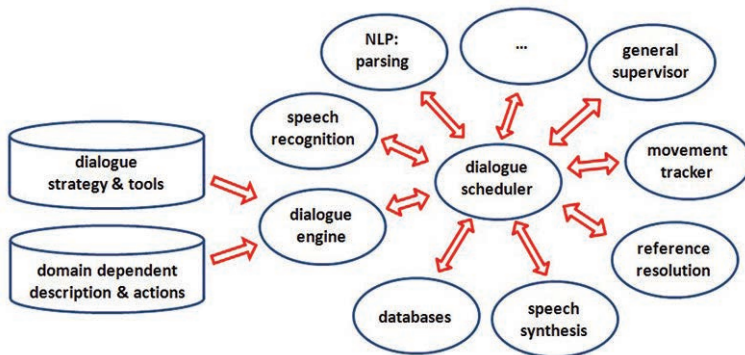 NLP:
parsing
...
general
supervisor
speech
recognition
dialogue
scheduler
movement
tracker
dialogue
strategy & tools
dialogue
engine
domain dependent
description & actions
reference
resolution
databases
speech
synthesis